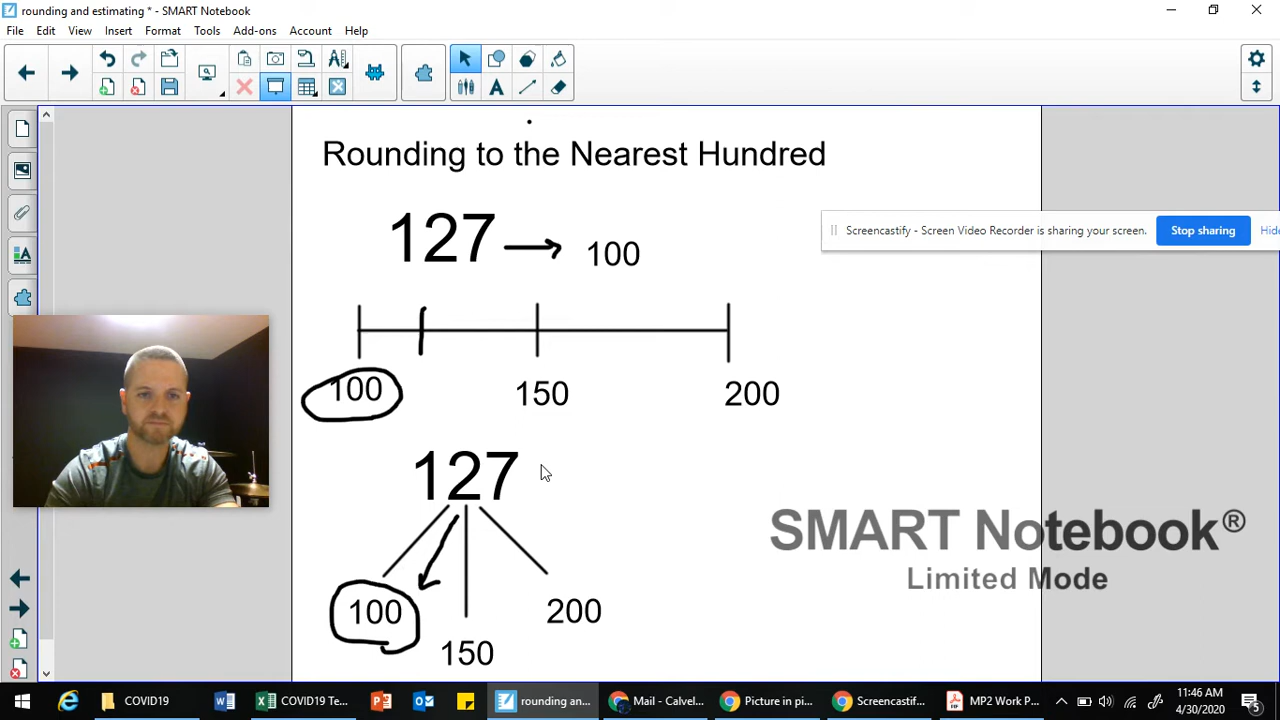 rounding and estimating * - SMART Notebook
File Edit View Insert Format Tools Add-ons Account Help
Rounding to the Nearest Hundred
127 → 100
Screencastify - Screen Video Recorder is sharing your screen. Stop sharing Hide
100 150 200
127
SMART Notebook®
Limited Mode
100 200
150
COVID19
COVID19 Te...
rounding an...
Mail - Calvel...
Picture in pi...
Screencastif...
MP2 Work P...
11:46 AM
4/30/2020
5